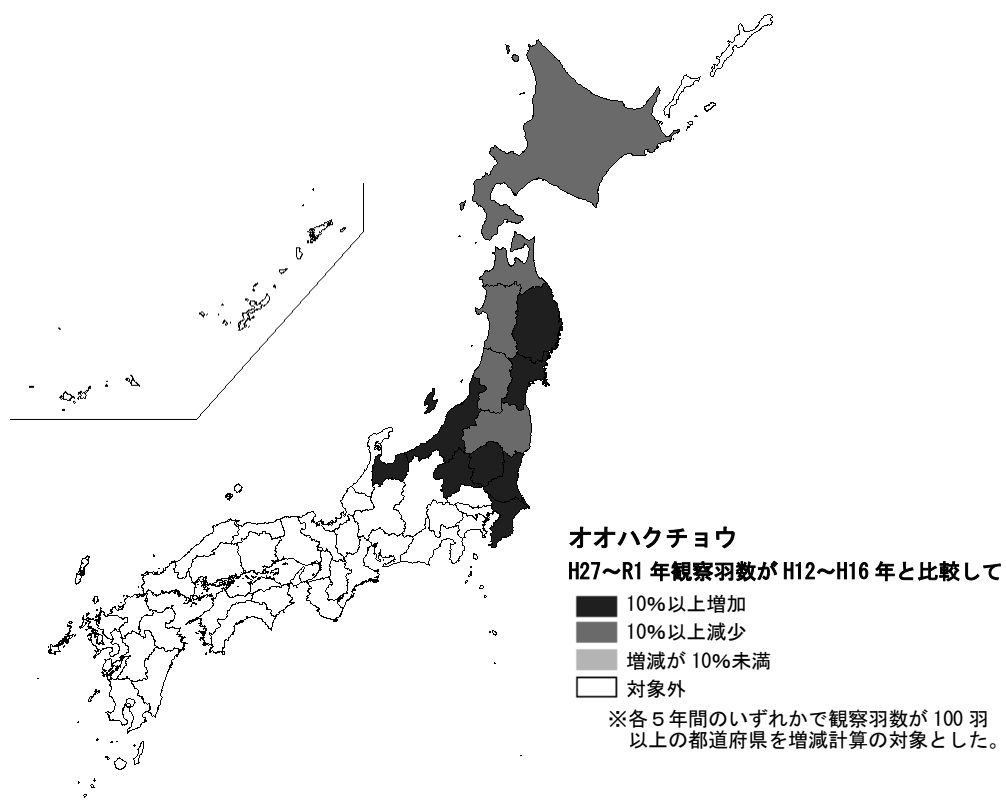 オオハクチョウ
H27～R1 年観察羽数が H12～H16 年と比較して
10%以上増加
10%以上減少
増減が 10%未満
対象外
※各５年間のいずれかで観察羽数が 100 羽
以上の都道府県を増減計算の対象とした。